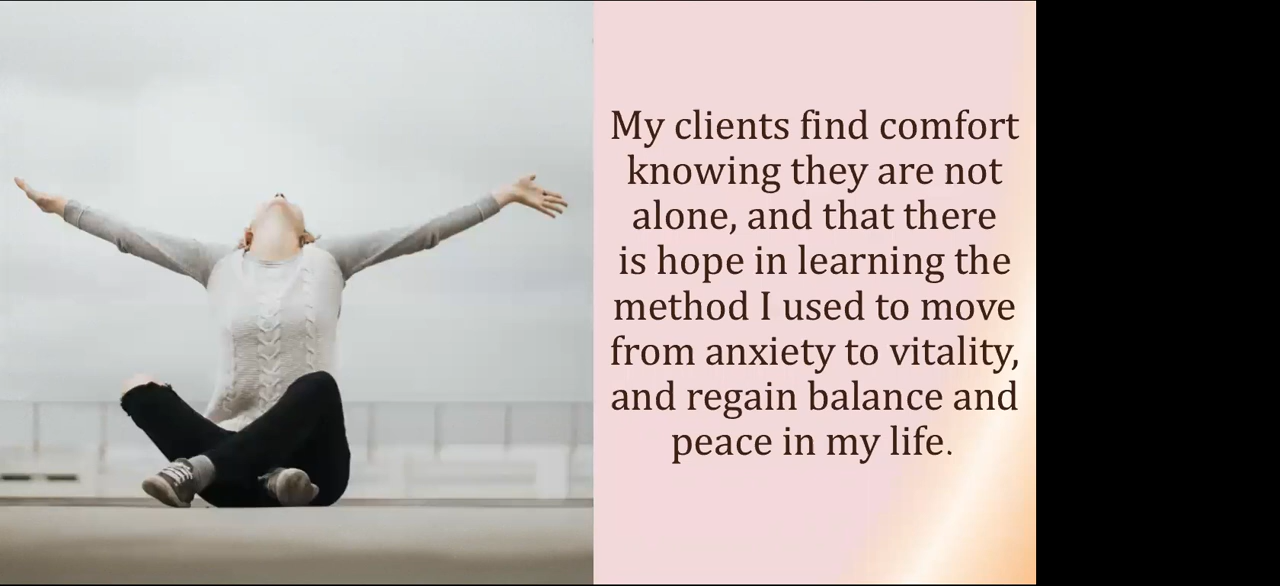 My clients find comfort
knowing they are not
alone, and that there
is hope in learning the
method I used to move
from anxiety to vitality,
and regain balance and
peace in my life.